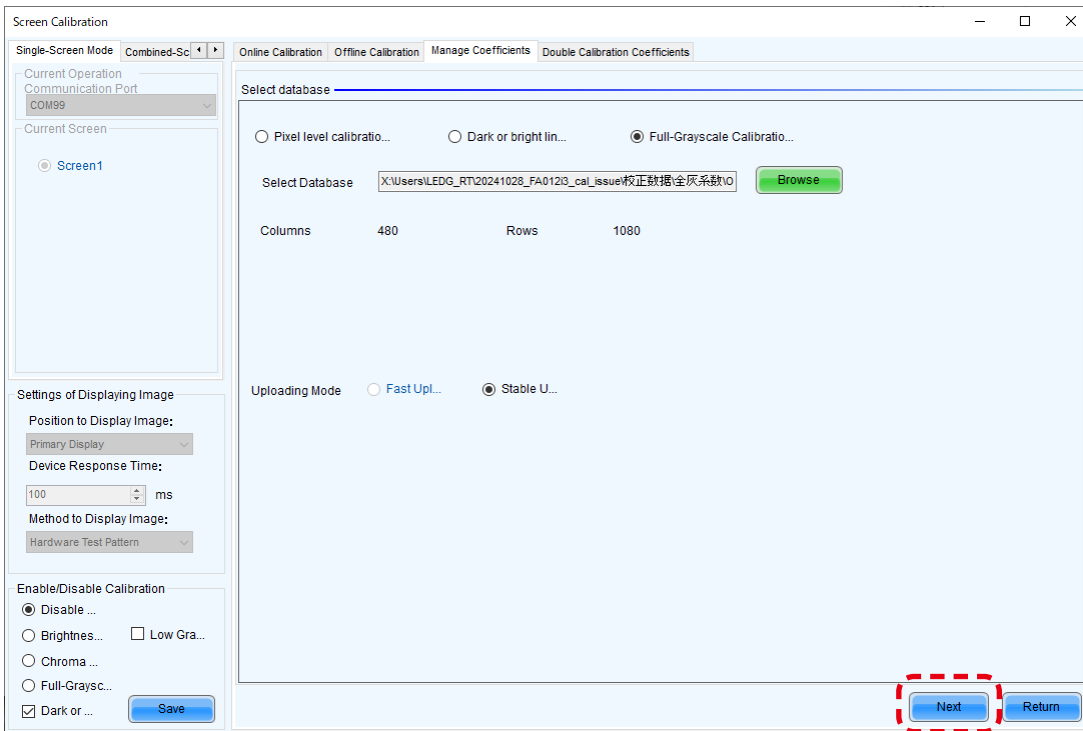 Screen Calibration
Single-Screen Mode
Combined-Sc
Current Operation
Communication Port
COM99
Current Screen
Screen1
Settings of Displaying Image
Position to Display Image:
Primary Display
Device Response Time:
100 ms
Method to Display Image:
Hardware Test Pattern
Enable/Disable Calibration
Disable ...
Brightnes... Low Gra...
Chroma ...
Full-Graysc...
Dark or ... Save
Online Calibration Offline Calibration Manage Coefficients Double Calibration Coefficients
Select database
Pixel level calibratio... Dark or bright lin... Full-Grayscale Calibratio...
Select Database X:\Users\LEDG_RT\20241028_FA012i3_cal_issue\校正数据\全灰系数\O Browse
Columns 480 Rows 1080
Uploading Mode Fast Upl... Stable U...
Next Return